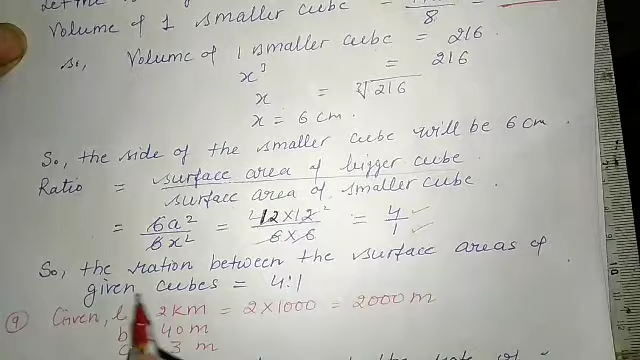 Volume of 1 smaller cube = /8
So, Volume of 1 smaller cube = 216
x³ = 216
x = ³√216
x = 6 cm.
So, the side of the smaller cube will be 6 cm.
Ratio = surface area of bigger cube / surface area of smaller cube
= 6a²/6x² = 12×12/6×6 = 4/1
So, the ration between the surface areas of
given cubes = 4:1
(9) Given, l 2 km = 2×1000 = 2000 m
b 40 m
3 m